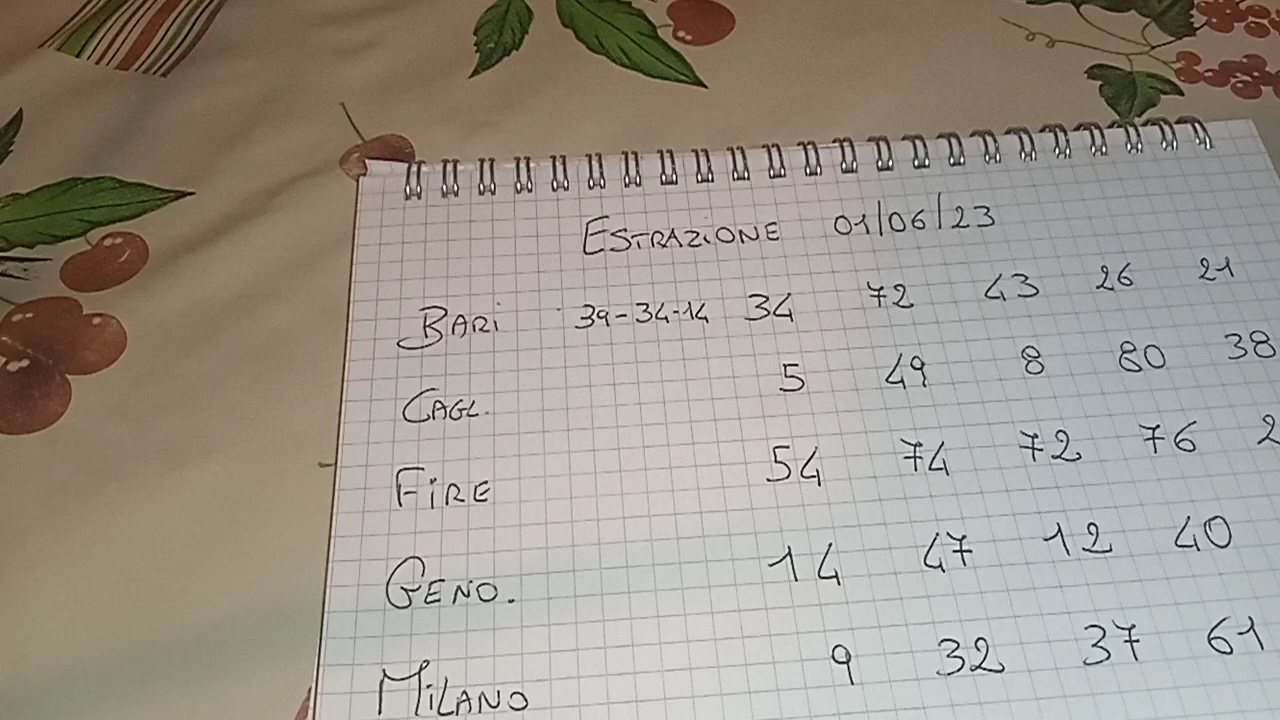 ESTRAZIONE 01/06/23
BARI 39-34-14 34 72 43 26 21
CAGL. 5 49 8 80 38
FIRE 54 74 72 76 2
GENO. 14 47 12 40
MILANO 9 32 37 61